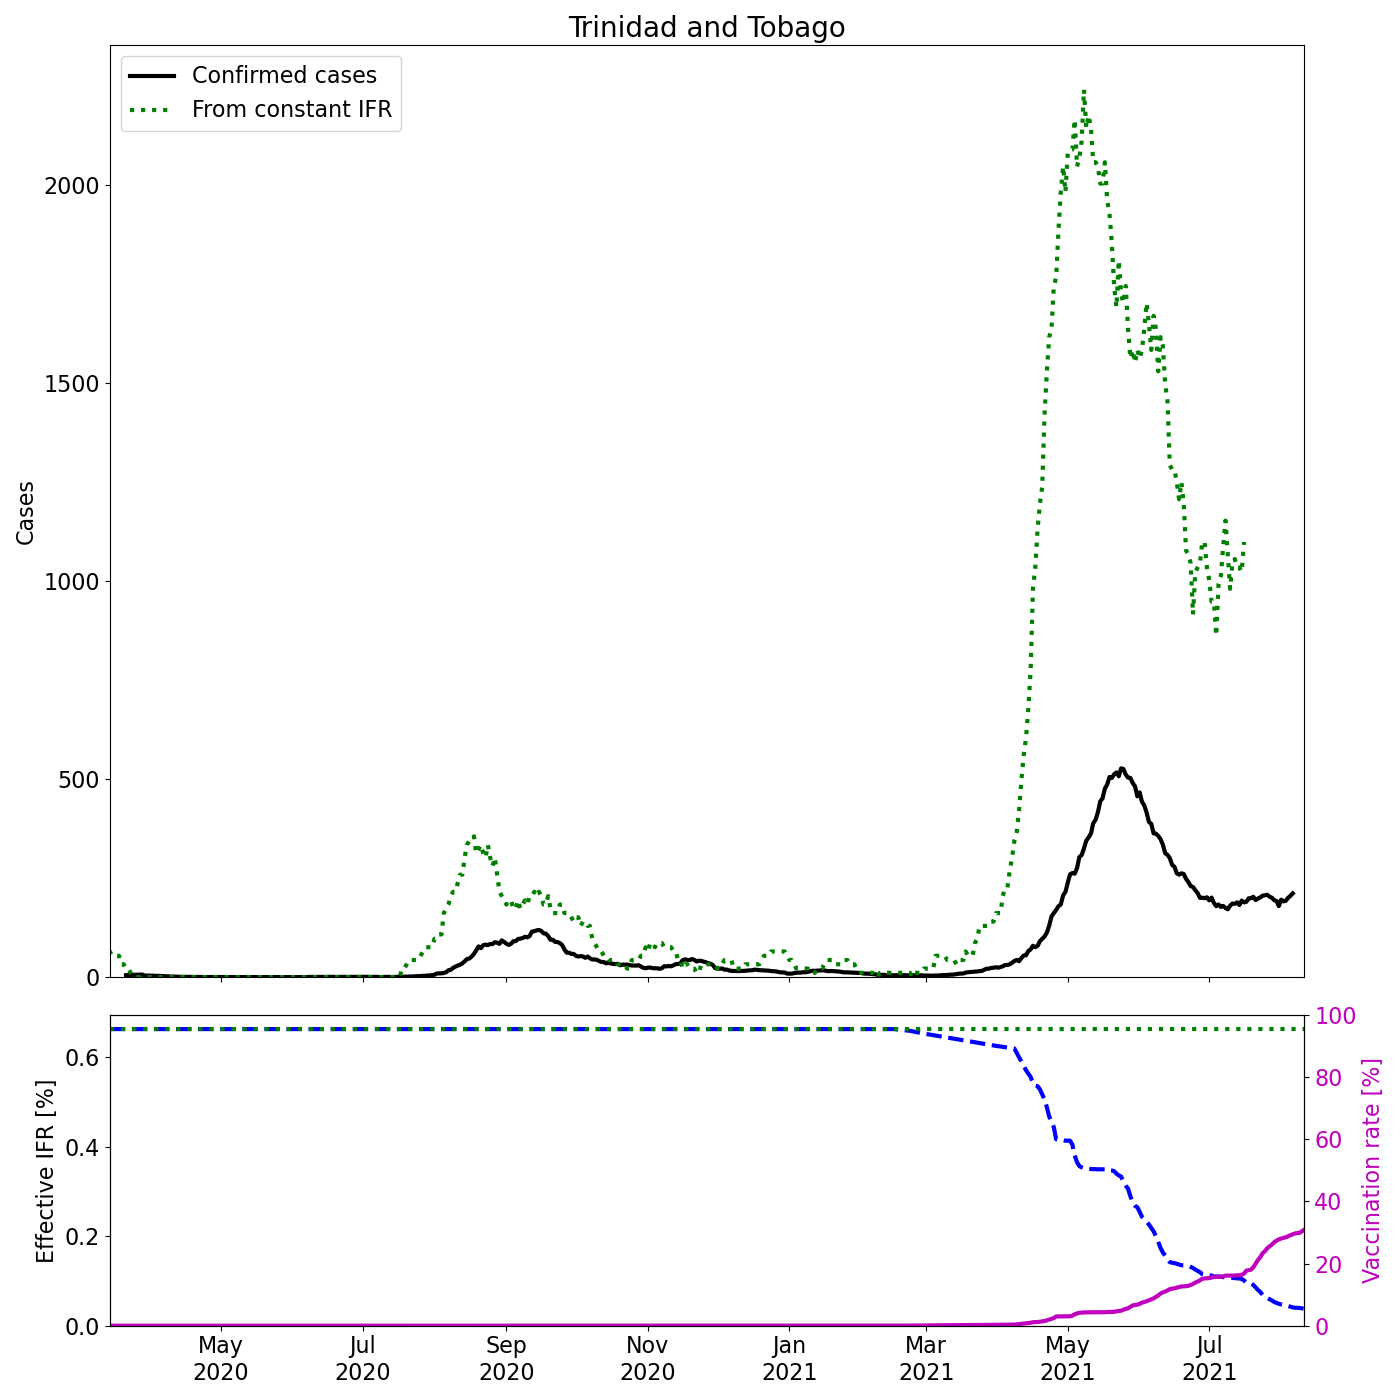 Trinidad and Tobago
Confirmed cases
From constant IFR
2000
1500
1000
500
0
Cases
0.6
0.4
0.2
0.0
Effective IFR [%]
100
80
60
40
20
0
Vaccination rate [%]
May Jul Sep Nov Jan Mar May Jul
2020 2020 2020 2020 2021 2021 2021 2021